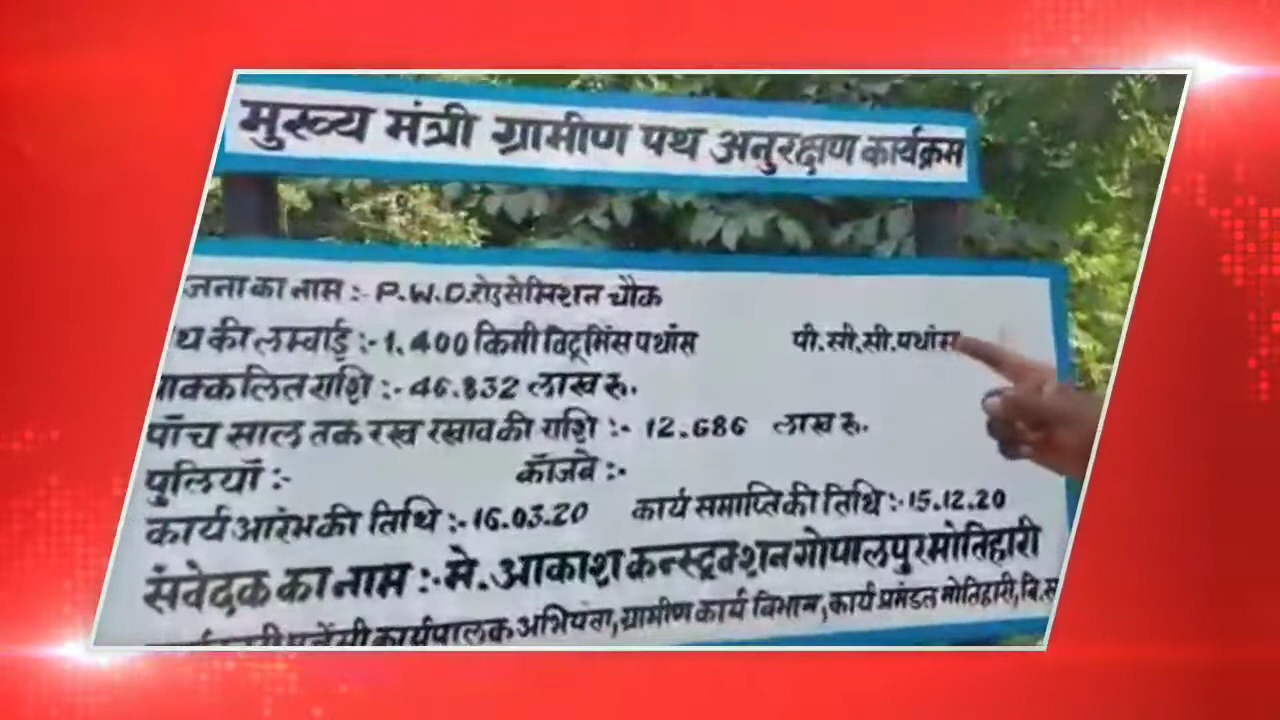 मुख्य मंत्री ग्रामीण पथ अनुरक्षण कार्यक्रम
जना का नाम :- P.W.D. रोड से मिशन चौक
थ की लम्वाई :- 1.400 किमी विटूमिंस पथाँस पी.सी.सी. पथाँस
ाक्कलित राशि :- 46.832 लाख रु.
पाँच साल तक रख रखाव की राशि :- 12.686 लाख रु.
पुलियाँ :- कॉजवे :-
कार्य आरंभ की तिथि :- 16.03.20 कार्य समाप्ति की तिथि :- 15.12.20
संवेदक का नाम :- मे. आकाश कन्स्ट्रक्शन गोपालपुर मोतिहारी
कार्यपालक अभियंता, ग्रामीण कार्य विभाग, कार्य प्रमंडल मोतिहारी,